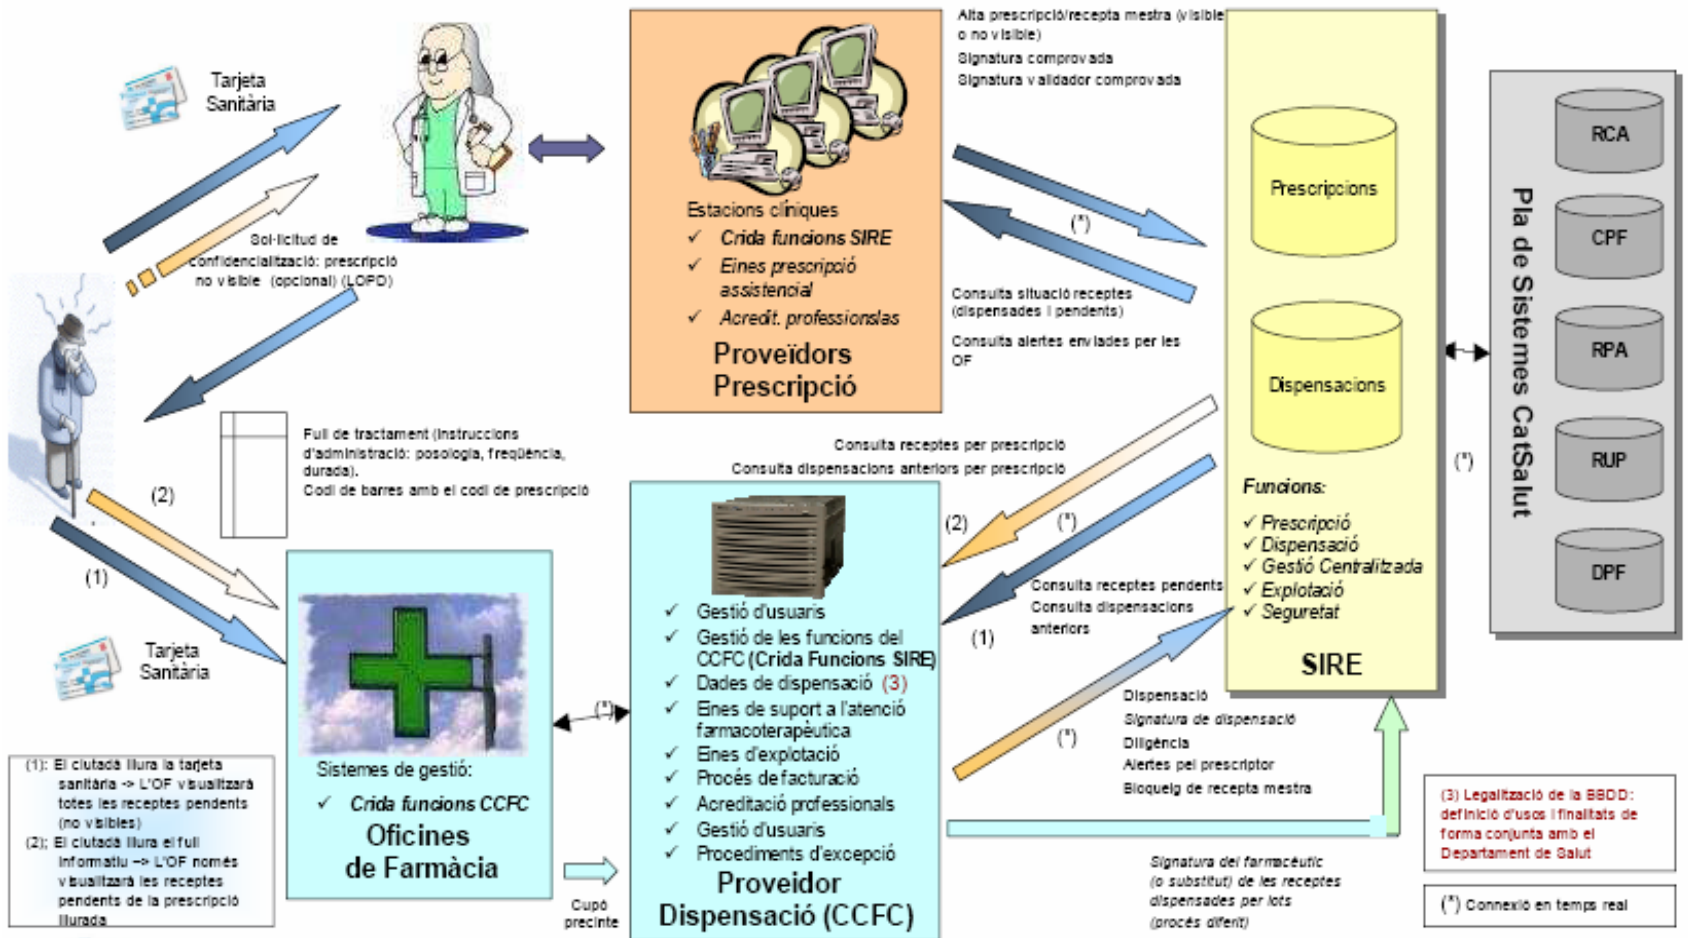 Tarjeta
Sanitària
Sol·licitud de
confidencialització: prescripció
no visible (opcional) (LOPD)
Estacions clíniques
✓ Crida funcions SIRE
✓ Eines prescripció
assistencial
✓ Acredit. professionslas
Proveïdors
Prescripció
Alta prescripció/recepta mestra (visible
o no visible)
Signatura comprovada
Signatura validador comprovada
(*)
Consulta situació receptes
(dispensades i pendents)
Consulta alertes enviades per les
OF
Prescripcions
Dispensacions
Funcions:
✓ Prescripció
✓ Dispensació
✓ Gestió Centralitzada
✓ Explotació
✓ Seguretat
SIRE
(*)
Pla de Sistemes CatSalut
RCA
CPF
RPA
RUP
DPF
Full de tractament (Instruccions
d'administració: posologia, freqüència,
durada).
Codi de barres amb el codi de prescripció
(2)
(1)
Tarjeta
Sanitària
Consulta receptes per prescripció
Consulta dispensacions anteriors per prescripció
(2)
(*)
Consulta receptes pendents
Consulta dispensacions
anteriors
(1)
Sistemes de gestió:
✓ Crida funcions CCFC
Oficines
de Farmàcia
(*)
✓ Gestió d'usuaris
✓ Gestió de les funcions del
CCFC (Crida Funcions SIRE)
✓ Dades de dispensació (3)
✓ Eines de suport a l'atenció
farmacoterapèutica
✓ Eines d'explotació
✓ Procés de facturació
✓ Acreditació professionals
✓ Gestió d'usuaris
✓ Procediments d'excepció
Proveidor
Dispensació (CCFC)
Cupó
precinte
(*)
Dispensació
Signatura de dispensació
Diligència
Alertes pel prescriptor
Bloqueig de recepta mestra
Signatura del farmacèutic
(o substitut) de les receptes
dispensades per lots
(procés diferit)
(1): El ciutadà lliura la tarjeta
sanitària -> L'OF visualitzarà
totes les receptes pendents
(no visibles)
(2): El ciutadà lliura el full
informatiu –> L'OF només
visualitzarà les receptes
pendents de la prescripció
lliurada
(3) Legalització de la BBDD:
definició d'usos i finalitats de
forma conjunta amb el
Departament de Salut
(*) Connexió en temps real